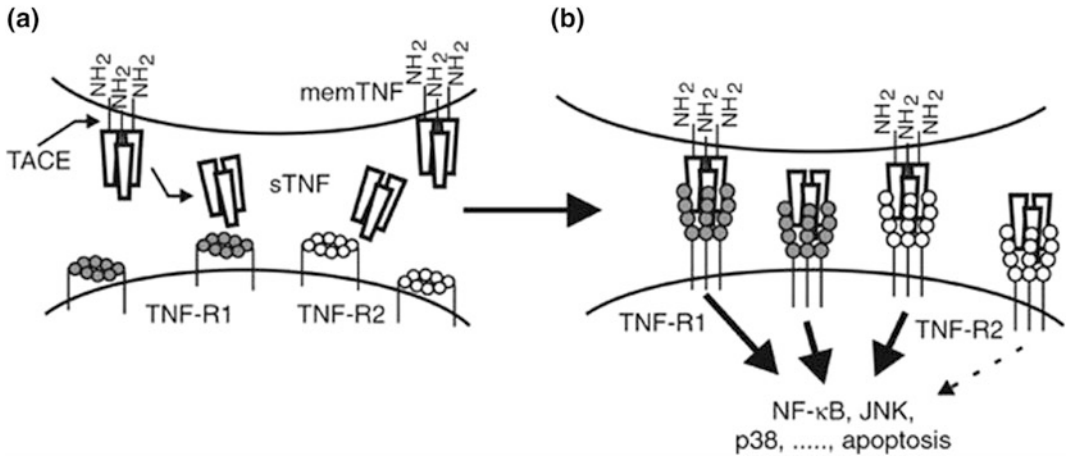 (a)
NH2 NH2 NH2
memTNF
NH2 NH2 NH2
TACE
sTNF
TNF-R1
TNF-R2
(b)
NH2 NH2 NH2
NH2 NH2 NH2
TNF-R1
TNF-R2
NF-κB, JNK,
p38, ....., apoptosis